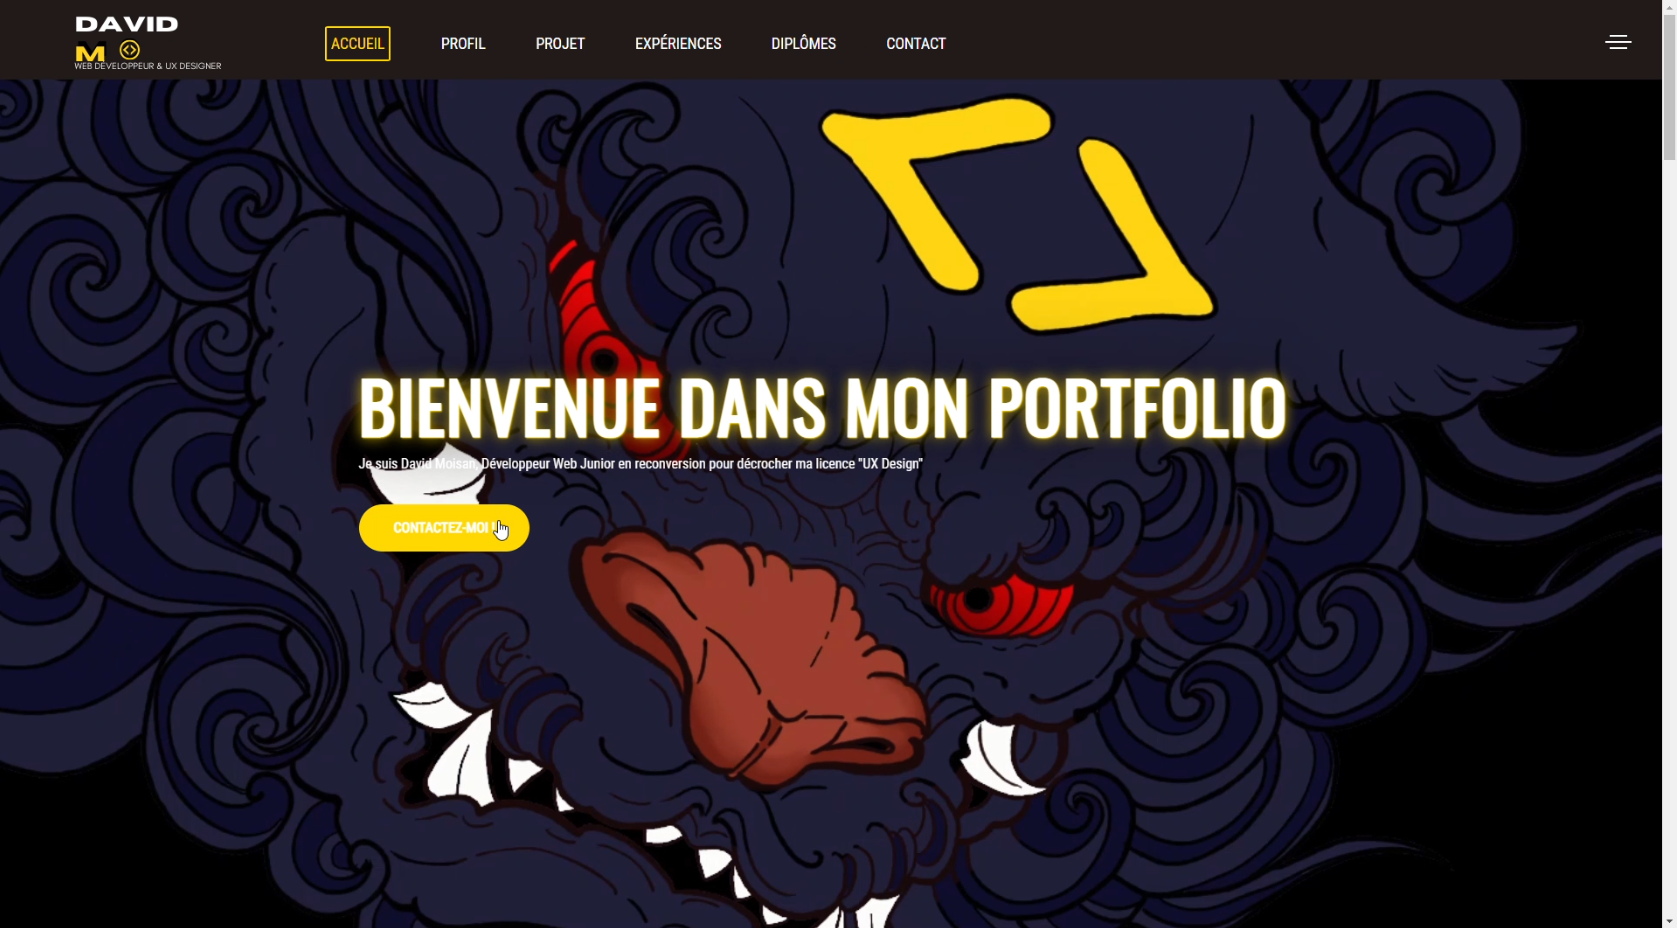 DAVID
M
WEB DEVELOPPEUR & UX DESIGNER
ACCUEIL
PROFIL
PROJET
EXPÉRIENCES
DIPLÔMES
CONTACT
BIENVENUE DANS MON PORTFOLIO
Je suis David Moisan, Développeur Web Junior en reconversion pour décrocher ma licence "UX Design"
CONTACTEZ-MOI !